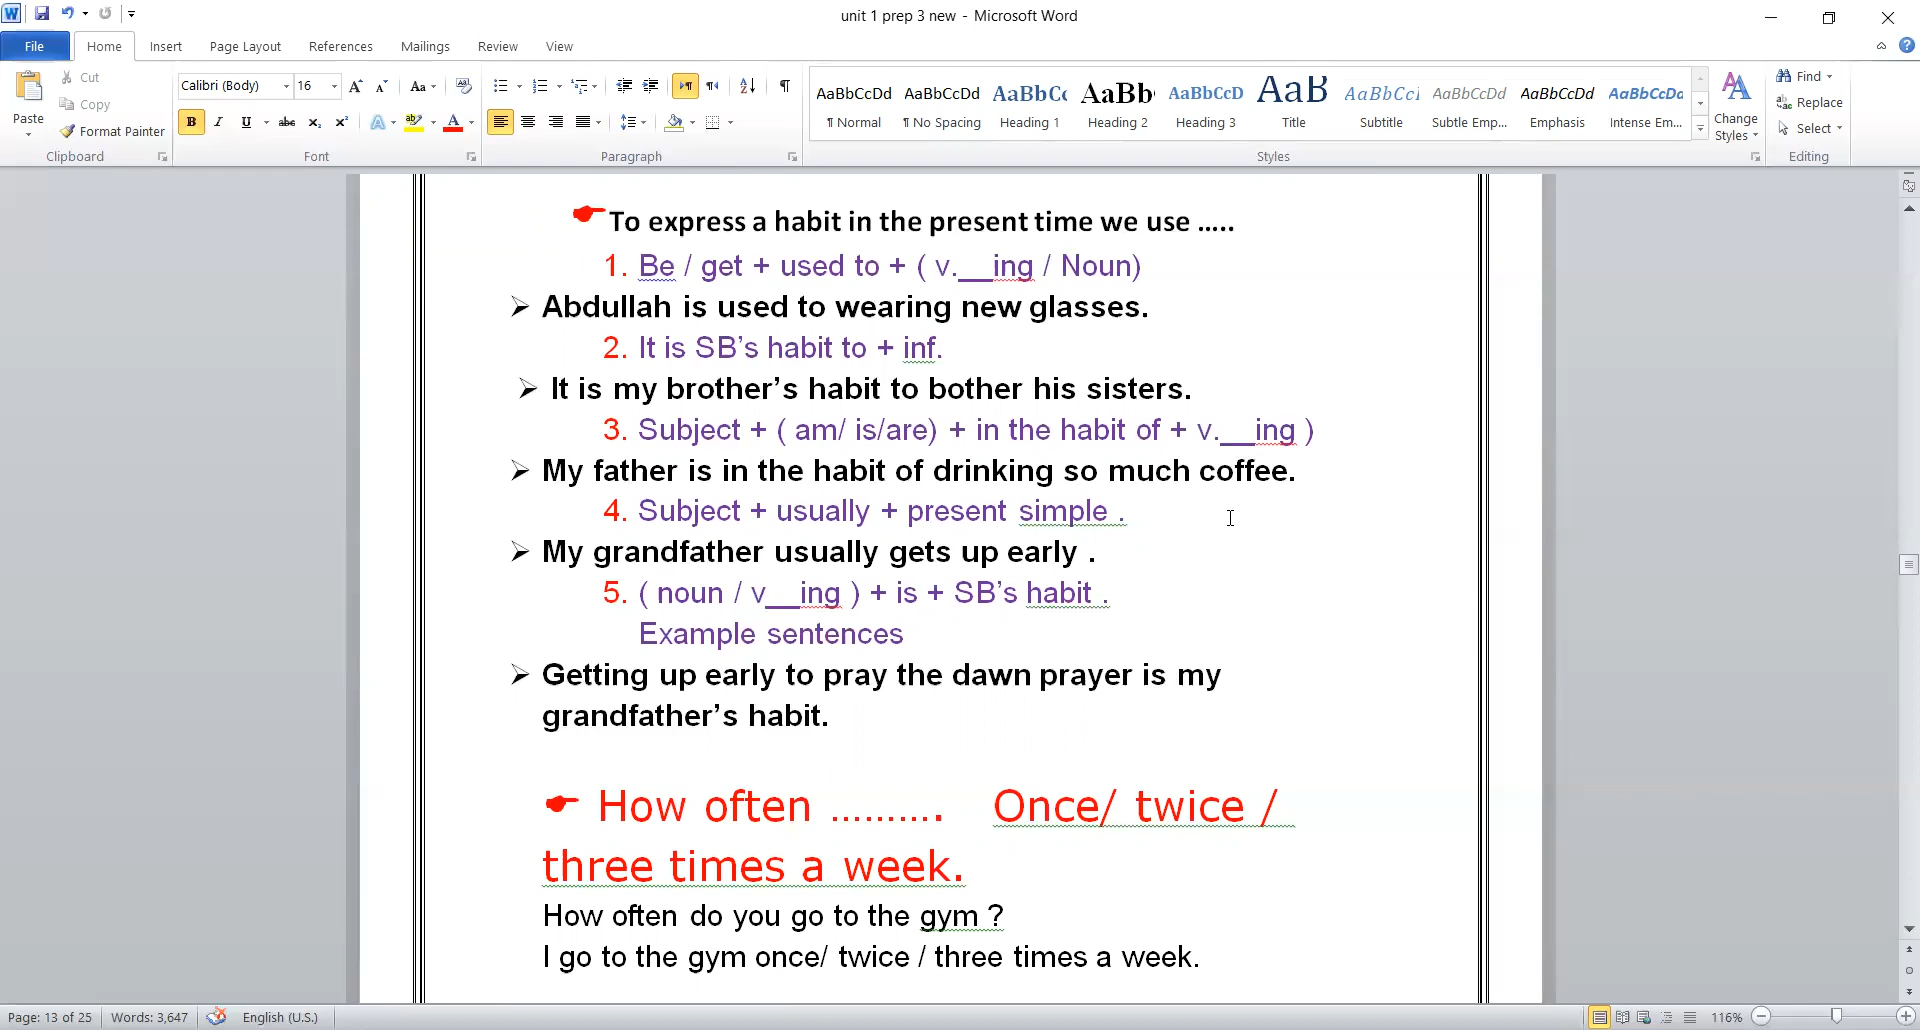 unit 1 prep 3 new - Microsoft Word
File Home Insert Page Layout References Mailings Review View
Paste
Cut
Copy
Format Painter
Clipboard
Calibri (Body) 16
Font
Paragraph
AaBbCcDd AaBbCcDd AaBbCc AaBb AaBbCcD AaB AaBbCcI AaBbCcDd AaBbCcDd AaBbCcDd
¶ Normal ¶ No Spacing Heading 1 Heading 2 Heading 3 Title Subtitle Subtle Emp... Emphasis Intense Em...
Styles
Change Styles
Find
Replace
Select
Editing
To express a habit in the present time we use .....
1. Be / get + used to + ( v.__ing / Noun)
➢ Abdullah is used to wearing new glasses.
2. It is SB’s habit to + inf.
➢ It is my brother’s habit to bother his sisters.
3. Subject + ( am/ is/are) + in the habit of + v.__ing )
➢ My father is in the habit of drinking so much coffee.
4. Subject + usually + present simple .
➢ My grandfather usually gets up early .
5. ( noun / v__ing ) + is + SB’s habit .
Example sentences
➢ Getting up early to pray the dawn prayer is my
grandfather’s habit.
How often .......... Once/ twice /
three times a week.
How often do you go to the gym ?
I go to the gym once/ twice / three times a week.
Page: 13 of 25 Words: 3,647 English (U.S.) 116%